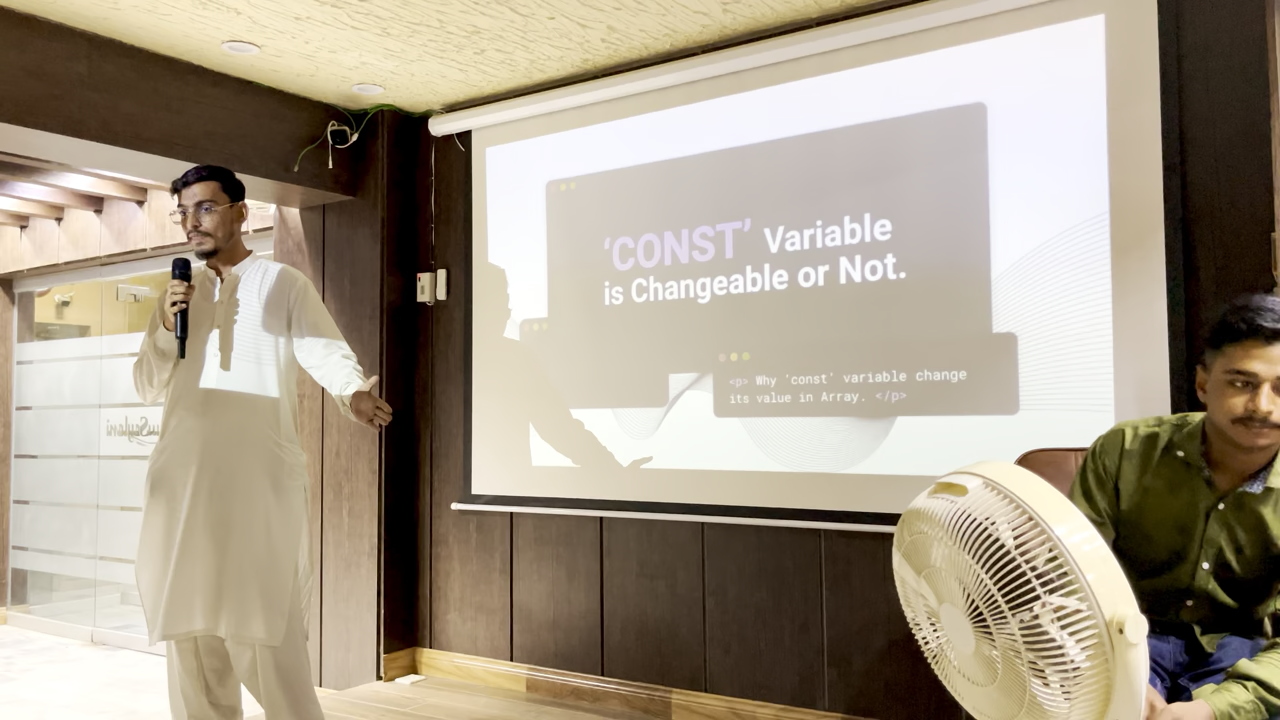 ‘CONST’ Variable
is Changeable or Not.
<p> Why ‘const’ variable change
its value in Array. </p>